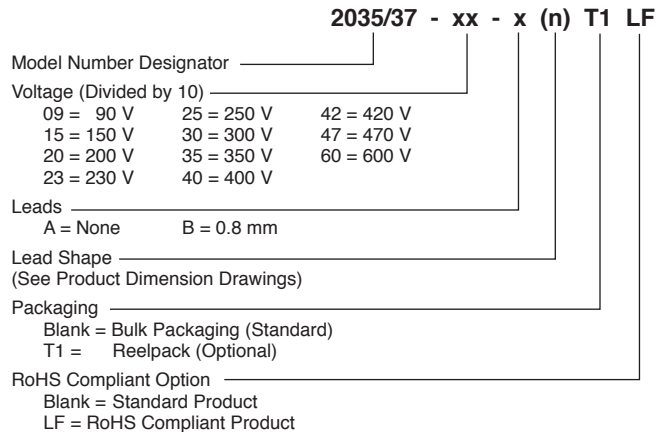 2035/37 - xx - x (n) T1 LF
Model Number Designator
Voltage (Divided by 10)
09 = 90 V 25 = 250 V 42 = 420 V
15 = 150 V 30 = 300 V 47 = 470 V
20 = 200 V 35 = 350 V 60 = 600 V
23 = 230 V 40 = 400 V
Leads
A = None B = 0.8 mm
Lead Shape
(See Product Dimension Drawings)
Packaging
Blank = Bulk Packaging (Standard)
T1 = Reelpack (Optional)
RoHS Compliant Option
Blank = Standard Product
LF = RoHS Compliant Product